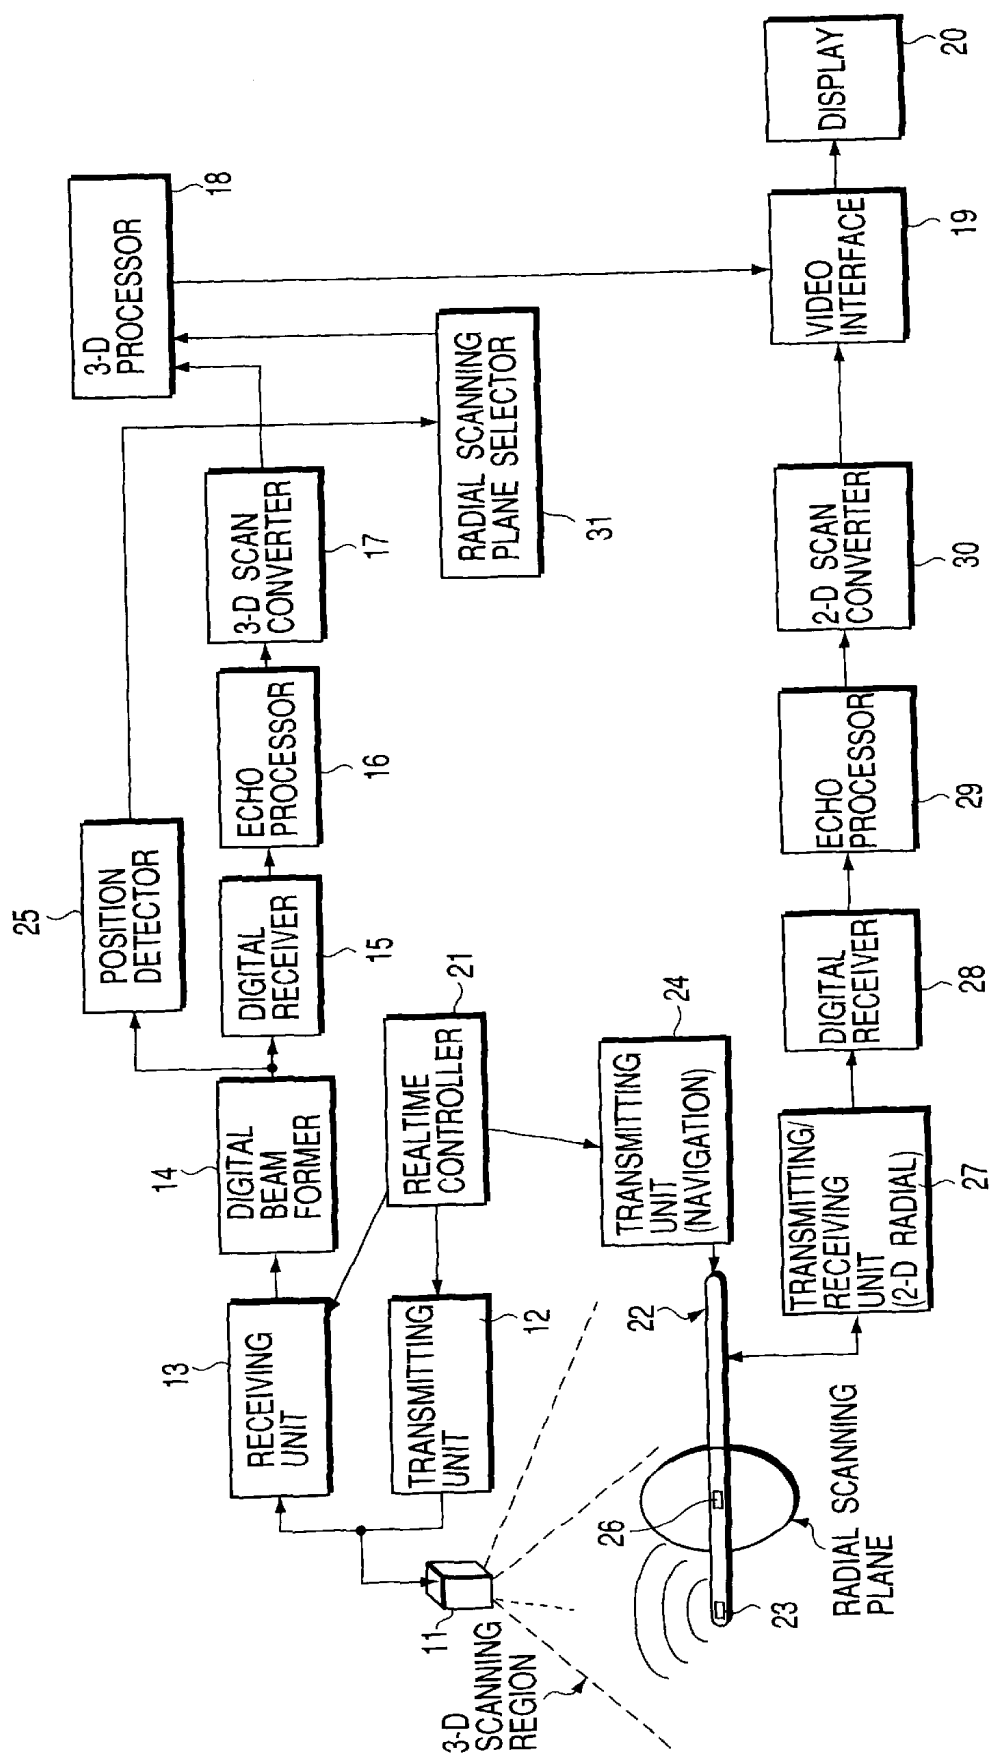 3-D
PROCESSOR
18
DISPLAY
20
VIDEO
INTERFACE
19
RADIAL SCANNING
PLANE SELECTOR
31
3-D SCAN
CONVERTER
17
2-D SCAN
CONVERTER
30
ECHO
PROCESSOR
16
ECHO
PROCESSOR
29
25
POSITION
DETECTOR
DIGITAL
RECEIVER
15
DIGITAL
RECEIVER
28
14
DIGITAL
BEAM
FORMER
REALTIME
CONTROLLER
21
TRANSMITTING
UNIT
(NAVIGATION)
24
TRANSMITTING/
RECEIVING
UNIT
(2-D RADIAL)
27
13
RECEIVING
UNIT
TRANSMITTING
UNIT
12
22
26
23
RADIAL SCANNING
PLANE
11
3-D
SCANNING
REGION